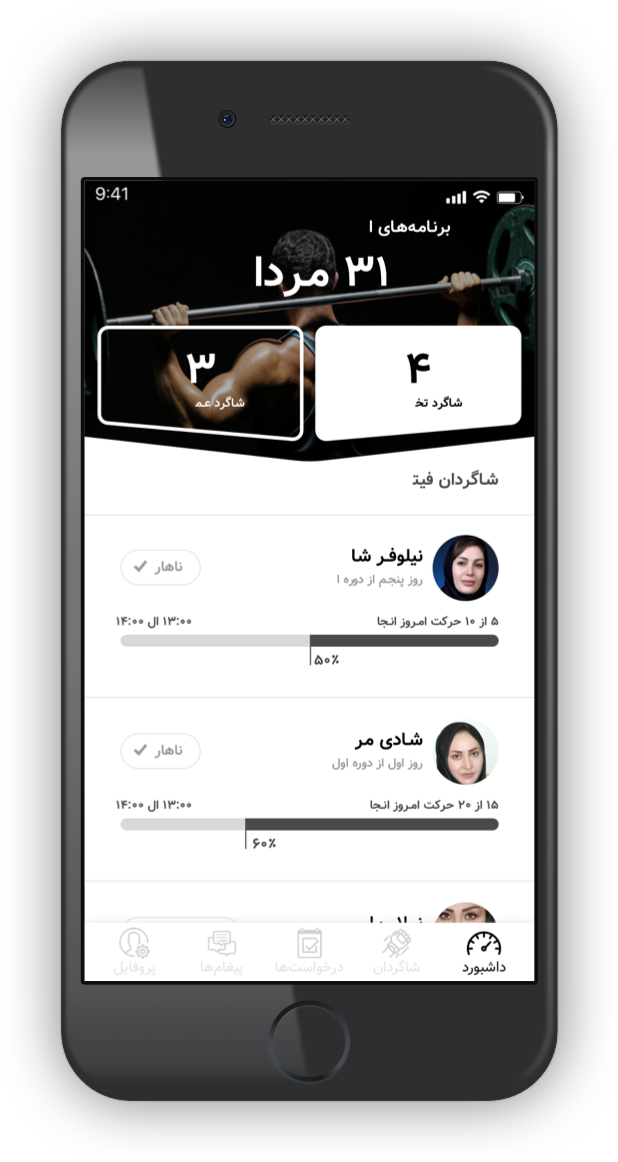 9:41
برنامه‌های ا
۳۱ مردا
۴
شاگرد تخ
۳
شاگرد عم
شاگردان فیت
نیلوفر شا
روز پنجم از دوره ا
ناهار
۵ از ۱۰ حرکت امروز انجا
۱۳:۰۰ ال ۱۴:۰۰
۵۰٪
شادی مر
روز اول از دوره اول
ناهار
۱۵ از ۲۰ حرکت امروز انجا
۱۳:۰۰ ال ۱۴:۰۰
۶۰٪
داشبورد
شاگردان
درخواست‌ها
پیغام‌ها
پروفایل